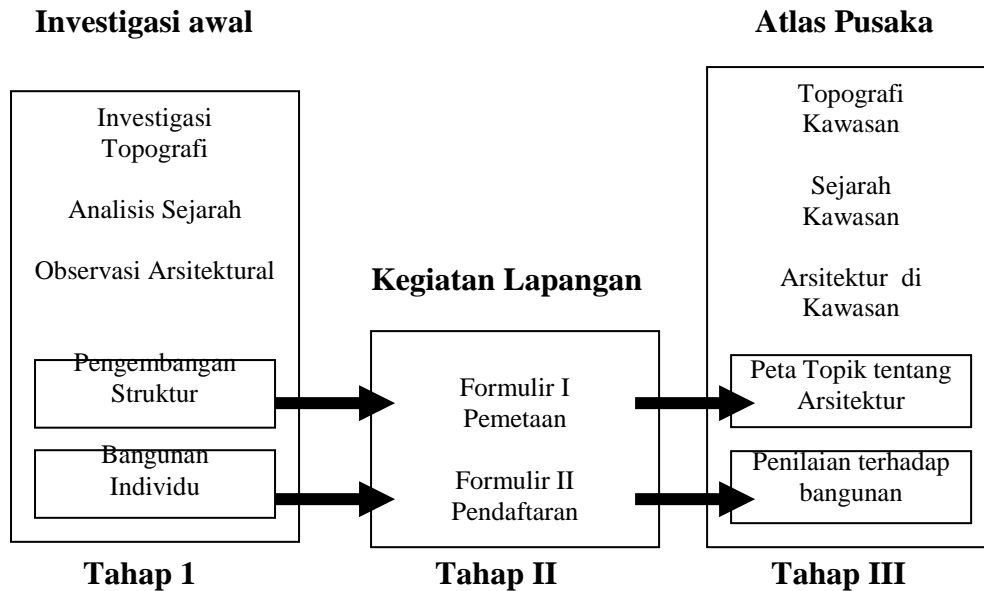 Investigasi awal
Investigasi
Topografi
Analisis Sejarah
Observasi Arsitektural
Pengembangan
Struktur
Bangunan
Individu
Tahap 1
Kegiatan Lapangan
Formulir I
Pemetaan
Formulir II
Pendaftaran
Tahap II
Atlas Pusaka
Topografi
Kawasan
Sejarah
Kawasan
Arsitektur di
Kawasan
Peta Topik tentang
Arsitektur
Penilaian terhadap
bangunan
Tahap III